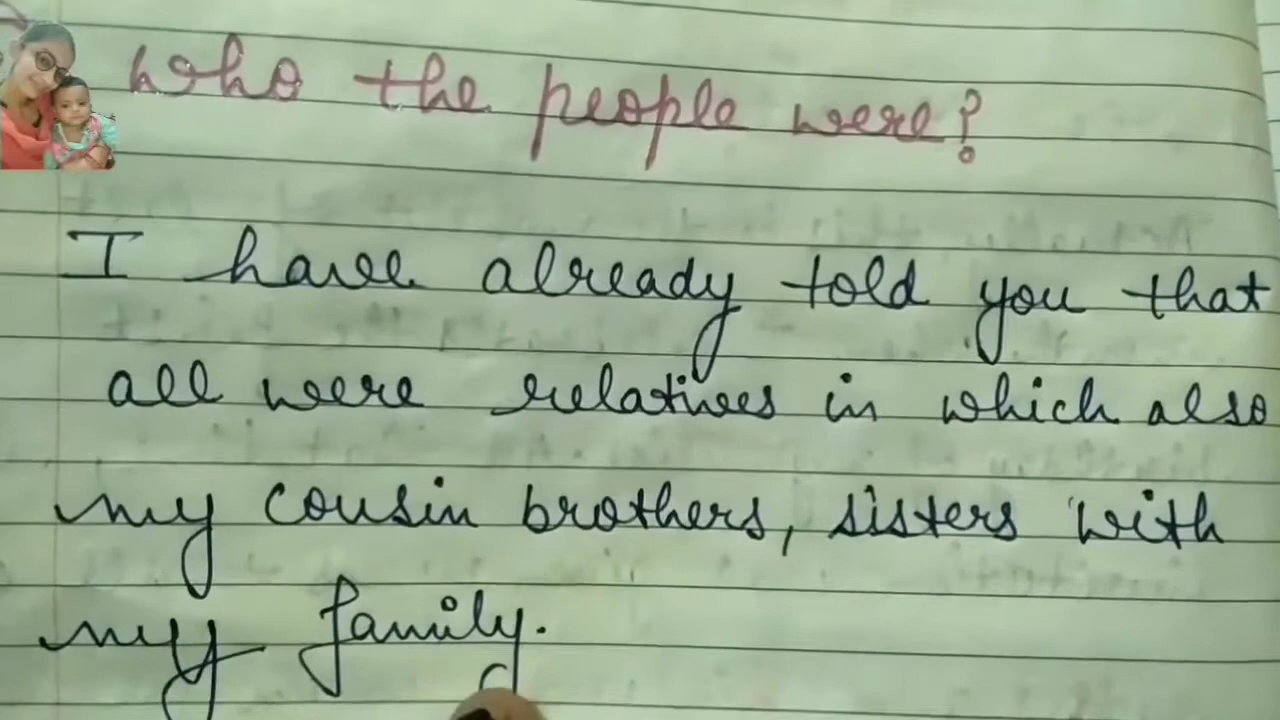 who the people were?
I have already told you that
all were relatives in which also
my cousin brothers, sisters with
my family.